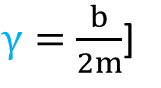 γ = b/2m]